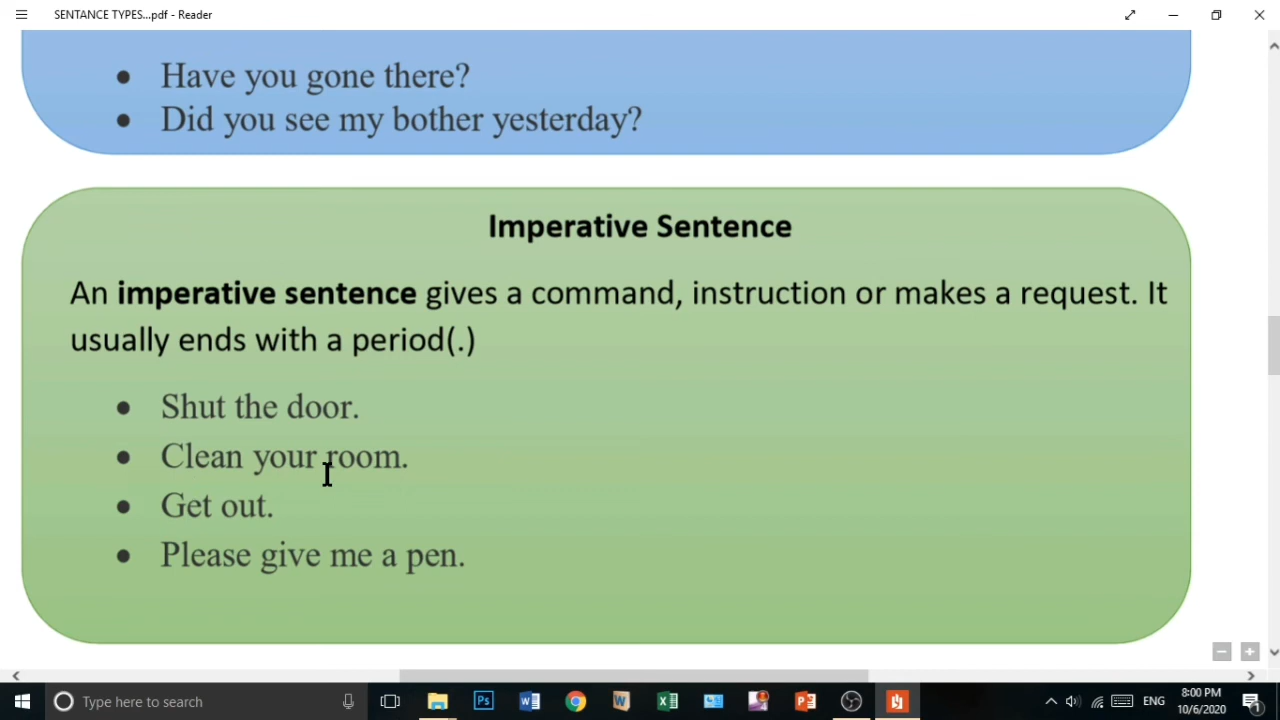 SENTANCE TYPES...pdf - Reader
• Have you gone there?
• Did you see my bother yesterday?
Imperative Sentence
An imperative sentence gives a command, instruction or makes a request. It
usually ends with a period(.)
• Shut the door.
• Clean your room.
• Get out.
• Please give me a pen.
Type here to search
ENG
8:00 PM
10/6/2020